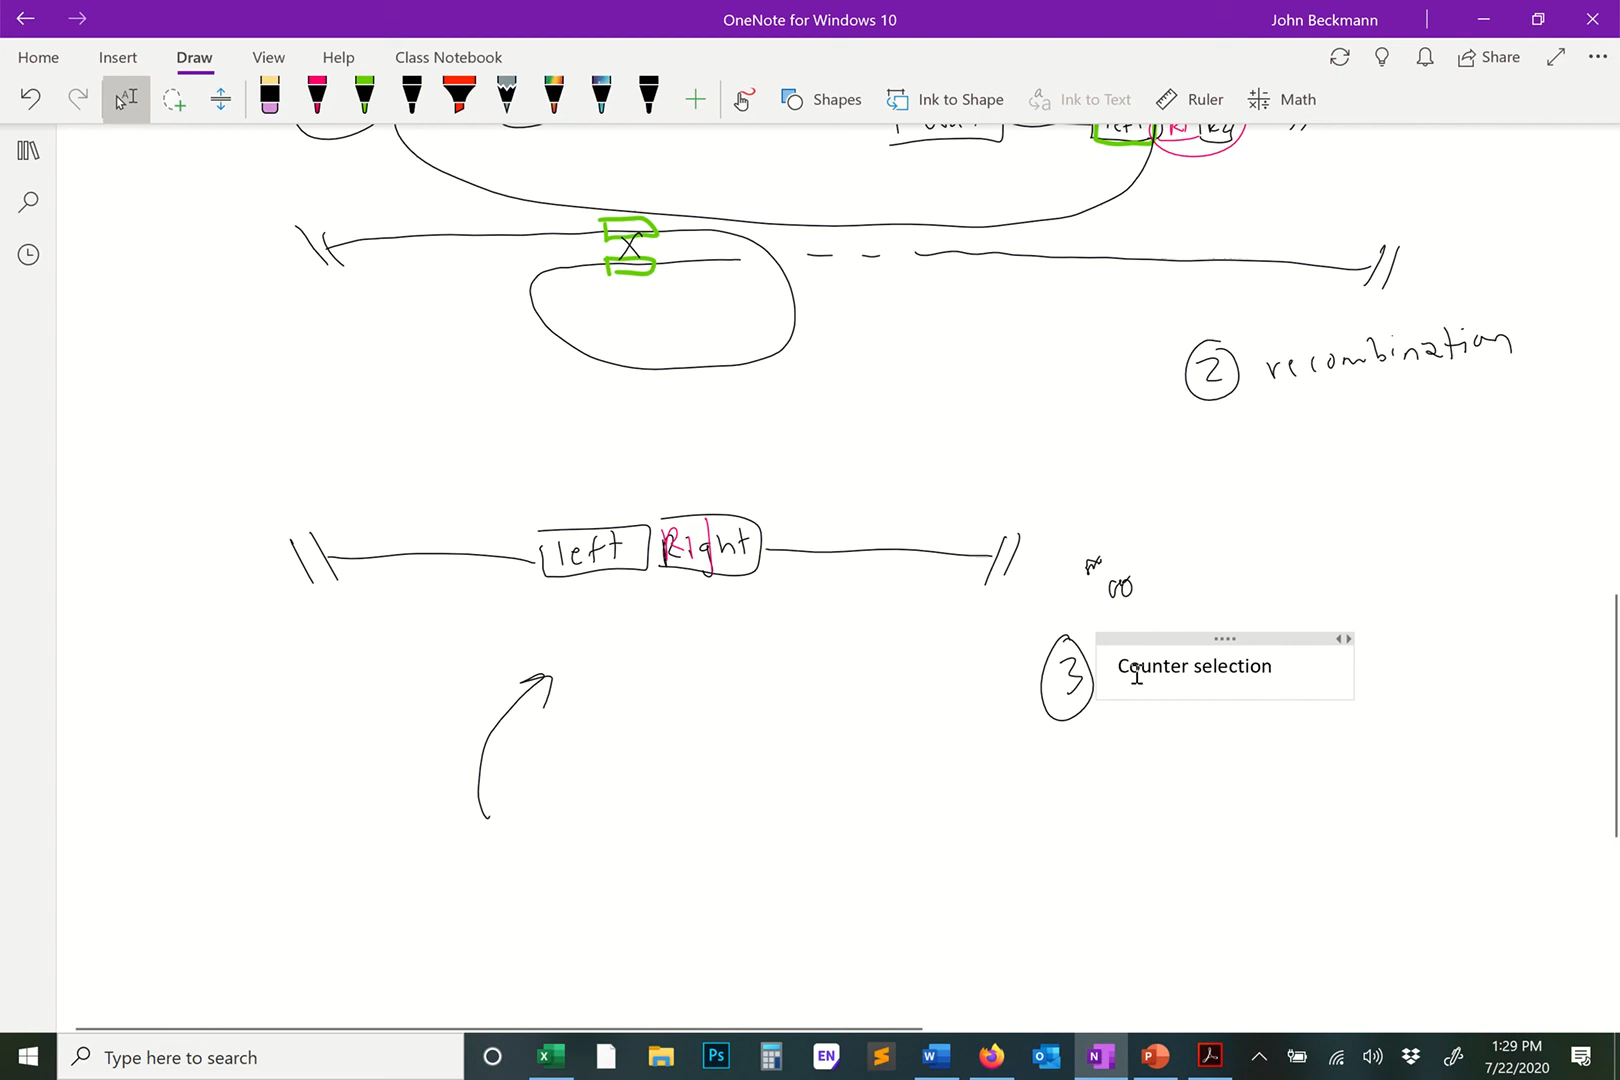 OneNote for Windows 10
John Beckmann
Home Insert Draw View Help Class Notebook
Share
Shapes
Ink to Shape
Ink to Text
Ruler
Math
left
② recombination
left Right
③ Counter selection
Type here to search
EN
1:29 PM
7/22/2020